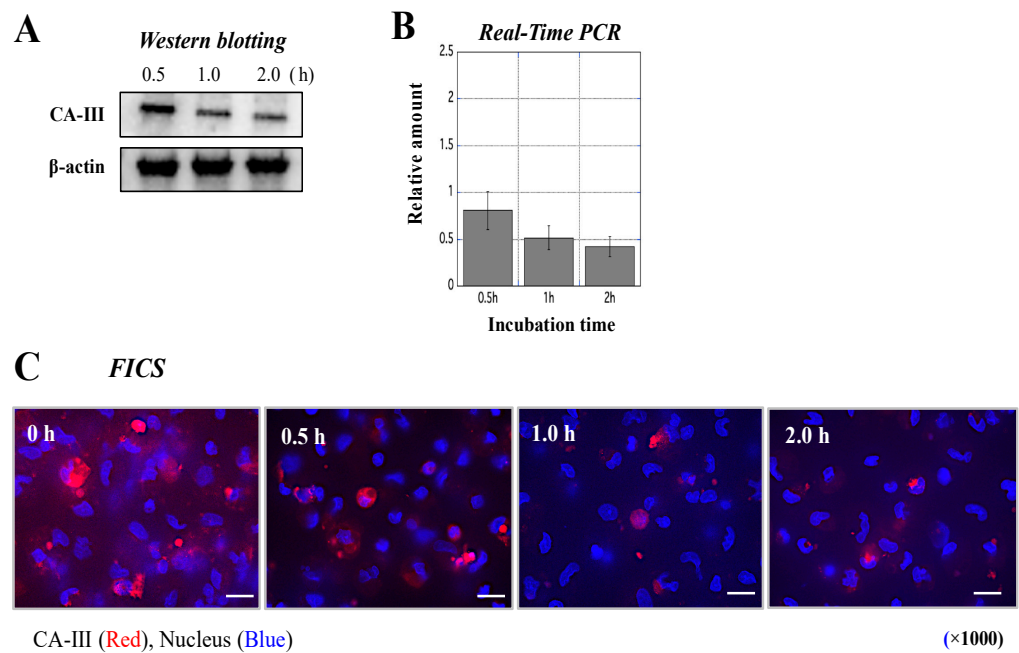 A
Western blotting
0.5 1.0 2.0 (h)
CA-III
β-actin
B
Real-Time PCR
Relative amount
2.5
2
1.5
1
0.5
0
0.5h 1h 2h
Incubation time
C FICS
0 h 0.5 h 1.0 h 2.0 h
CA-III (Red), Nucleus (Blue) (×1000)